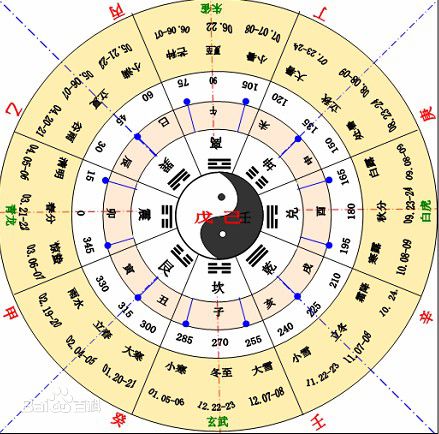 朱雀
丁
庚
白虎
辛
壬
玄武
癸
甲
青龙
乙
丙
06.22
夏至
07.07-08
小暑
07.23-24
大暑
08.08-09
立秋
08.23-24
处暑
09.08-09
白露
09.23-24
秋分
10.08-09
寒露
10.24
霜降
11.07-08
立冬
11.22-23
小雪
12.07-08
大雪
12.22-23
冬至
01.05-06
小寒
01.20-21
大寒
02.04-05
立春
02.19-20
雨水
03.06-07
惊蛰
春分
04.05-06
清明
04.20-21
谷雨
05.06-07
立夏
05.21-23
小满
06.06-07
芒种
90
105
120
135
150
165
180
195
210
225
240
255
270
285
300
315
330
345
0
15
30
45
60
75
午
未
申
酉
戌
亥
子
丑
寅
卯
辰
巳
离
坤
兑
乾
坎
艮
震
巽
戊 己 壬
Bai 百科